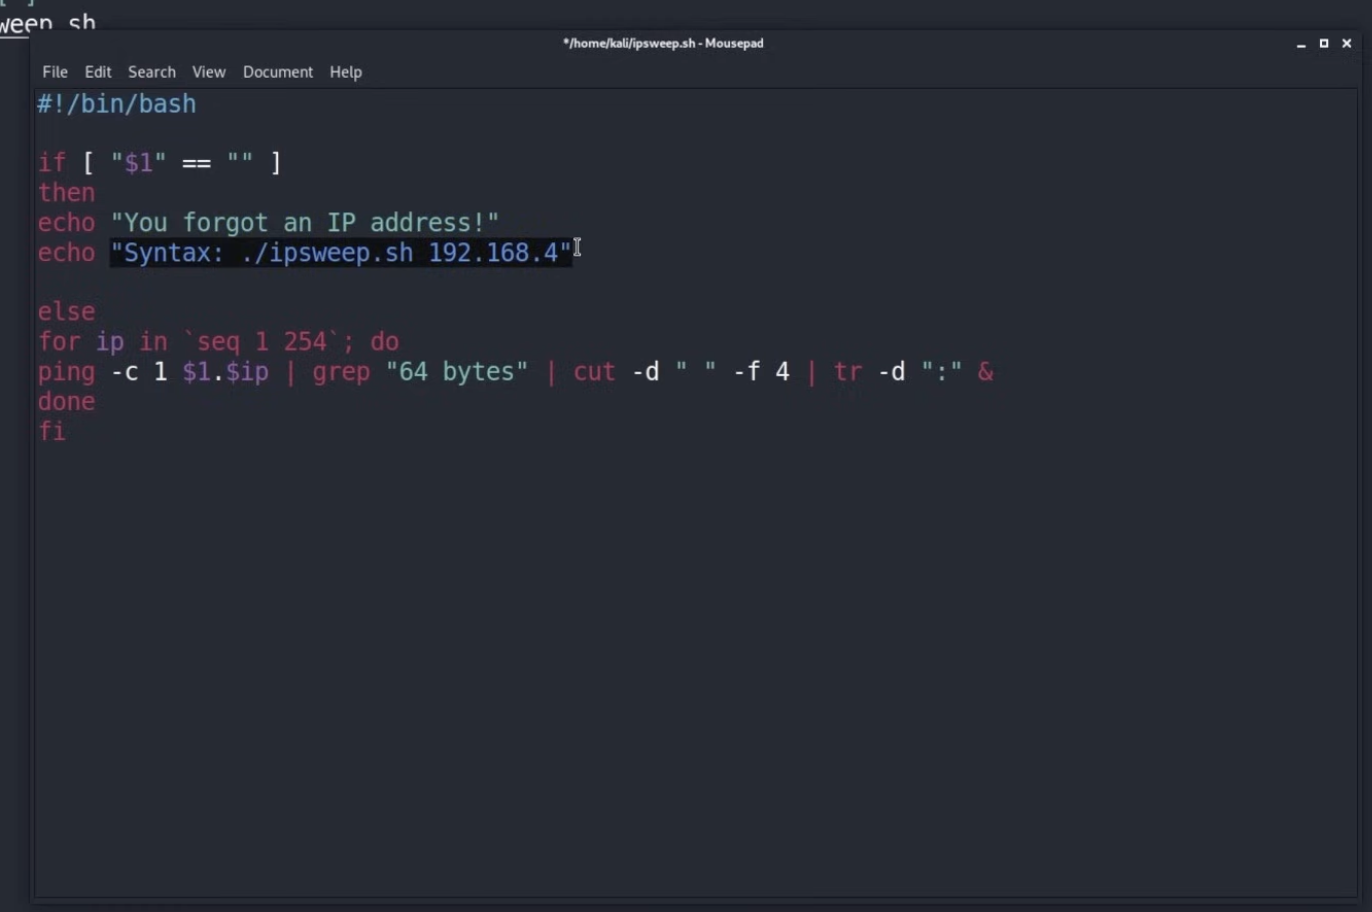 weep.sh
*/home/kali/ipsweep.sh - Mousepad
File Edit Search View Document Help
#!/bin/bash
if [ "$1" == "" ]
then
echo "You forgot an IP address!"
echo "Syntax: ./ipsweep.sh 192.168.4"
else
for ip in `seq 1 254`; do
ping -c 1 $1.$ip | grep "64 bytes" | cut -d " " -f 4 | tr -d ":" &
done
fi